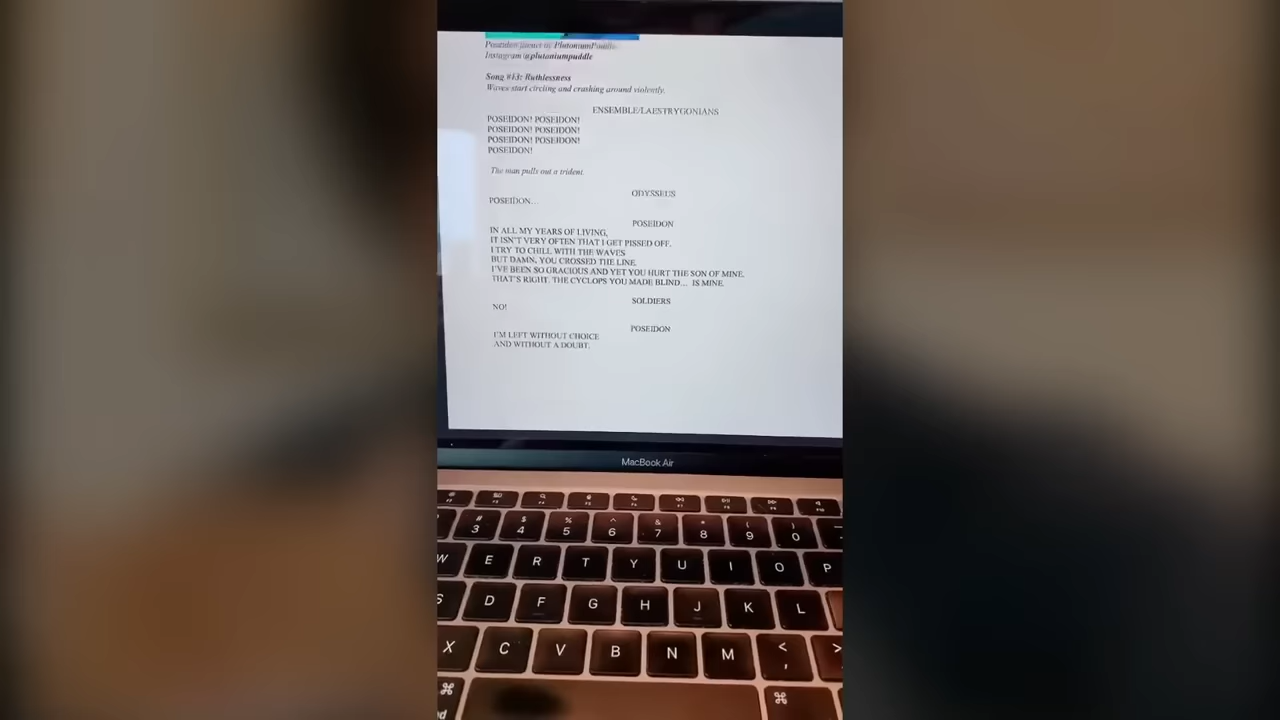 Instagram @plutoniumpuddle
Song #13: Ruthlessness
Waves start circling and crashing around violently.
ENSEMBLE/LAESTRYGONIANS
POSEIDON! POSEIDON!
POSEIDON! POSEIDON!
POSEIDON! POSEIDON!
POSEIDON!
The man pulls out a trident.
ODYSSEUS
POSEIDON…
POSEIDON
IN ALL MY YEARS OF LIVING,
IT ISN'T VERY OFTEN THAT I GET PISSED OFF.
I TRY TO CHILL WITH THE WAVES
BUT DAMN, YOU CROSSED THE LINE.
I'VE BEEN SO GRACIOUS AND YET YOU HURT THE SON OF MINE.
THAT'S RIGHT. THE CYCLOPS YOU MADE BLIND… IS MINE.
SOLDIERS
NO!
POSEIDON
I'M LEFT WITHOUT CHOICE
AND WITHOUT A DOUBT,
MacBook Air
# $ % ^ & * ( )
3 4 5 6 7 8 9 0
W E R T Y U I O P
S D F G H J K L
X C V B N M < >
,
⌘ ⌘